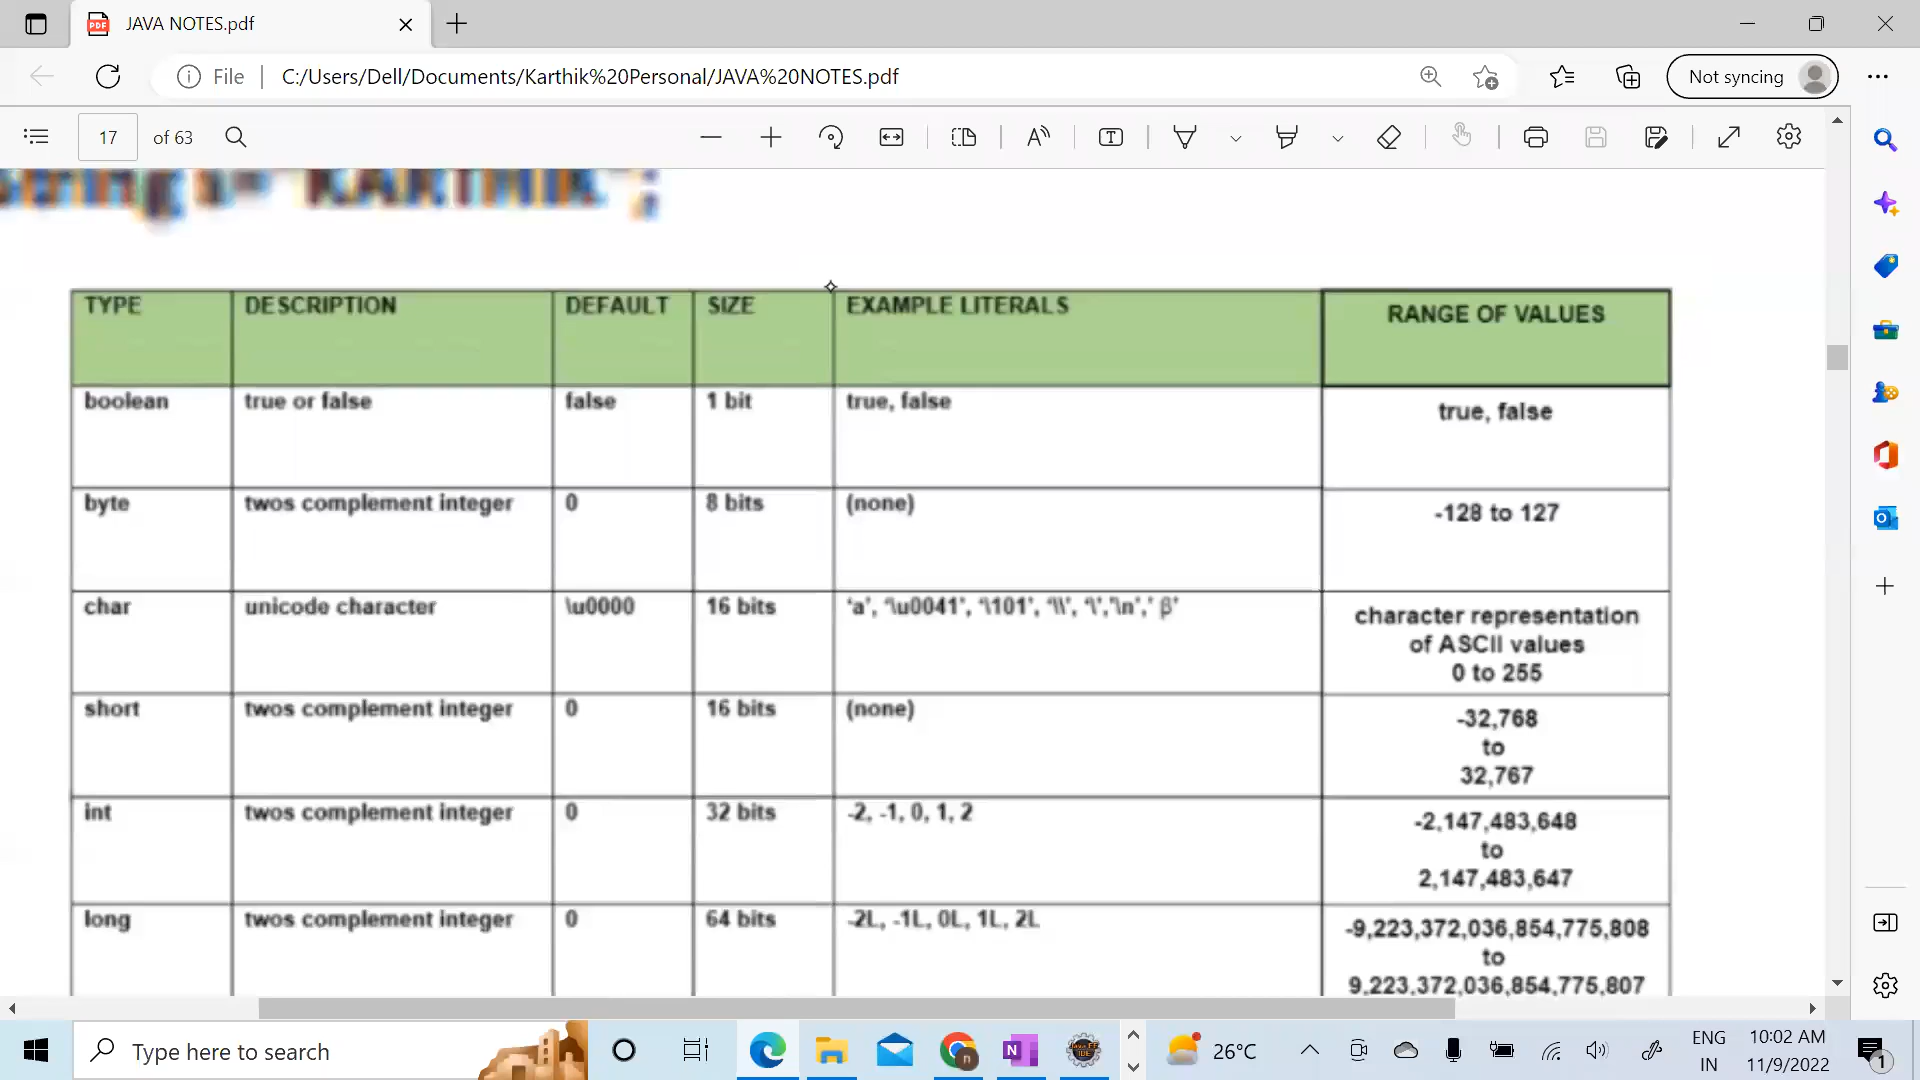 JAVA NOTES.pdf
File C:/Users/Dell/Documents/Karthik%20Personal/JAVA%20NOTES.pdf
Not syncing
17 of 63
string s= "KARTHIK";
TYPE DESCRIPTION DEFAULT SIZE EXAMPLE LITERALS RANGE OF VALUES
boolean true or false false 1 bit true, false true, false
byte twos complement integer 0 8 bits (none) -128 to 127
char unicode character \u0000 16 bits 'a', '\u0041', '\101', '\\', '\','\n',' β'
character representation
of ASCII values
0 to 255
short twos complement integer 0 16 bits (none)
-32,768
to
32,767
int twos complement integer 0 32 bits -2, -1, 0, 1, 2
-2,147,483,648
to
2,147,483,647
long twos complement integer 0 64 bits -2L, -1L, 0L, 1L, 2L
-9,223,372,036,854,775,808
to
9,223,372,036,854,775,807
Type here to search
26°C
ENG
IN
10:02 AM
11/9/2022
1